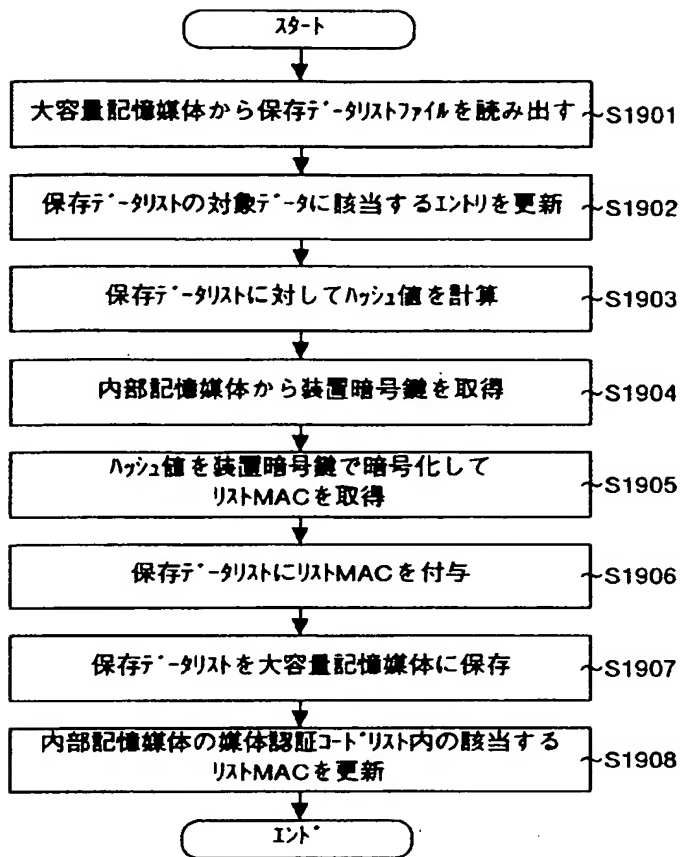 スタート
大容量記憶媒体から保存データリストファイルを読み出す ~S1901
保存データリストの対象データに該当するエントリを更新 ~S1902
保存データリストに対してハッシュ値を計算 ~S1903
内部記憶媒体から装置暗号鍵を取得 ~S1904
ハッシュ値を装置暗号鍵で暗号化して
リストMACを取得 ~S1905
保存データリストにリストMACを付与 ~S1906
保存データリストを大容量記憶媒体に保存 ~S1907
内部記憶媒体の媒体認証コードリスト内の該当する
リストMACを更新 ~S1908
エンド